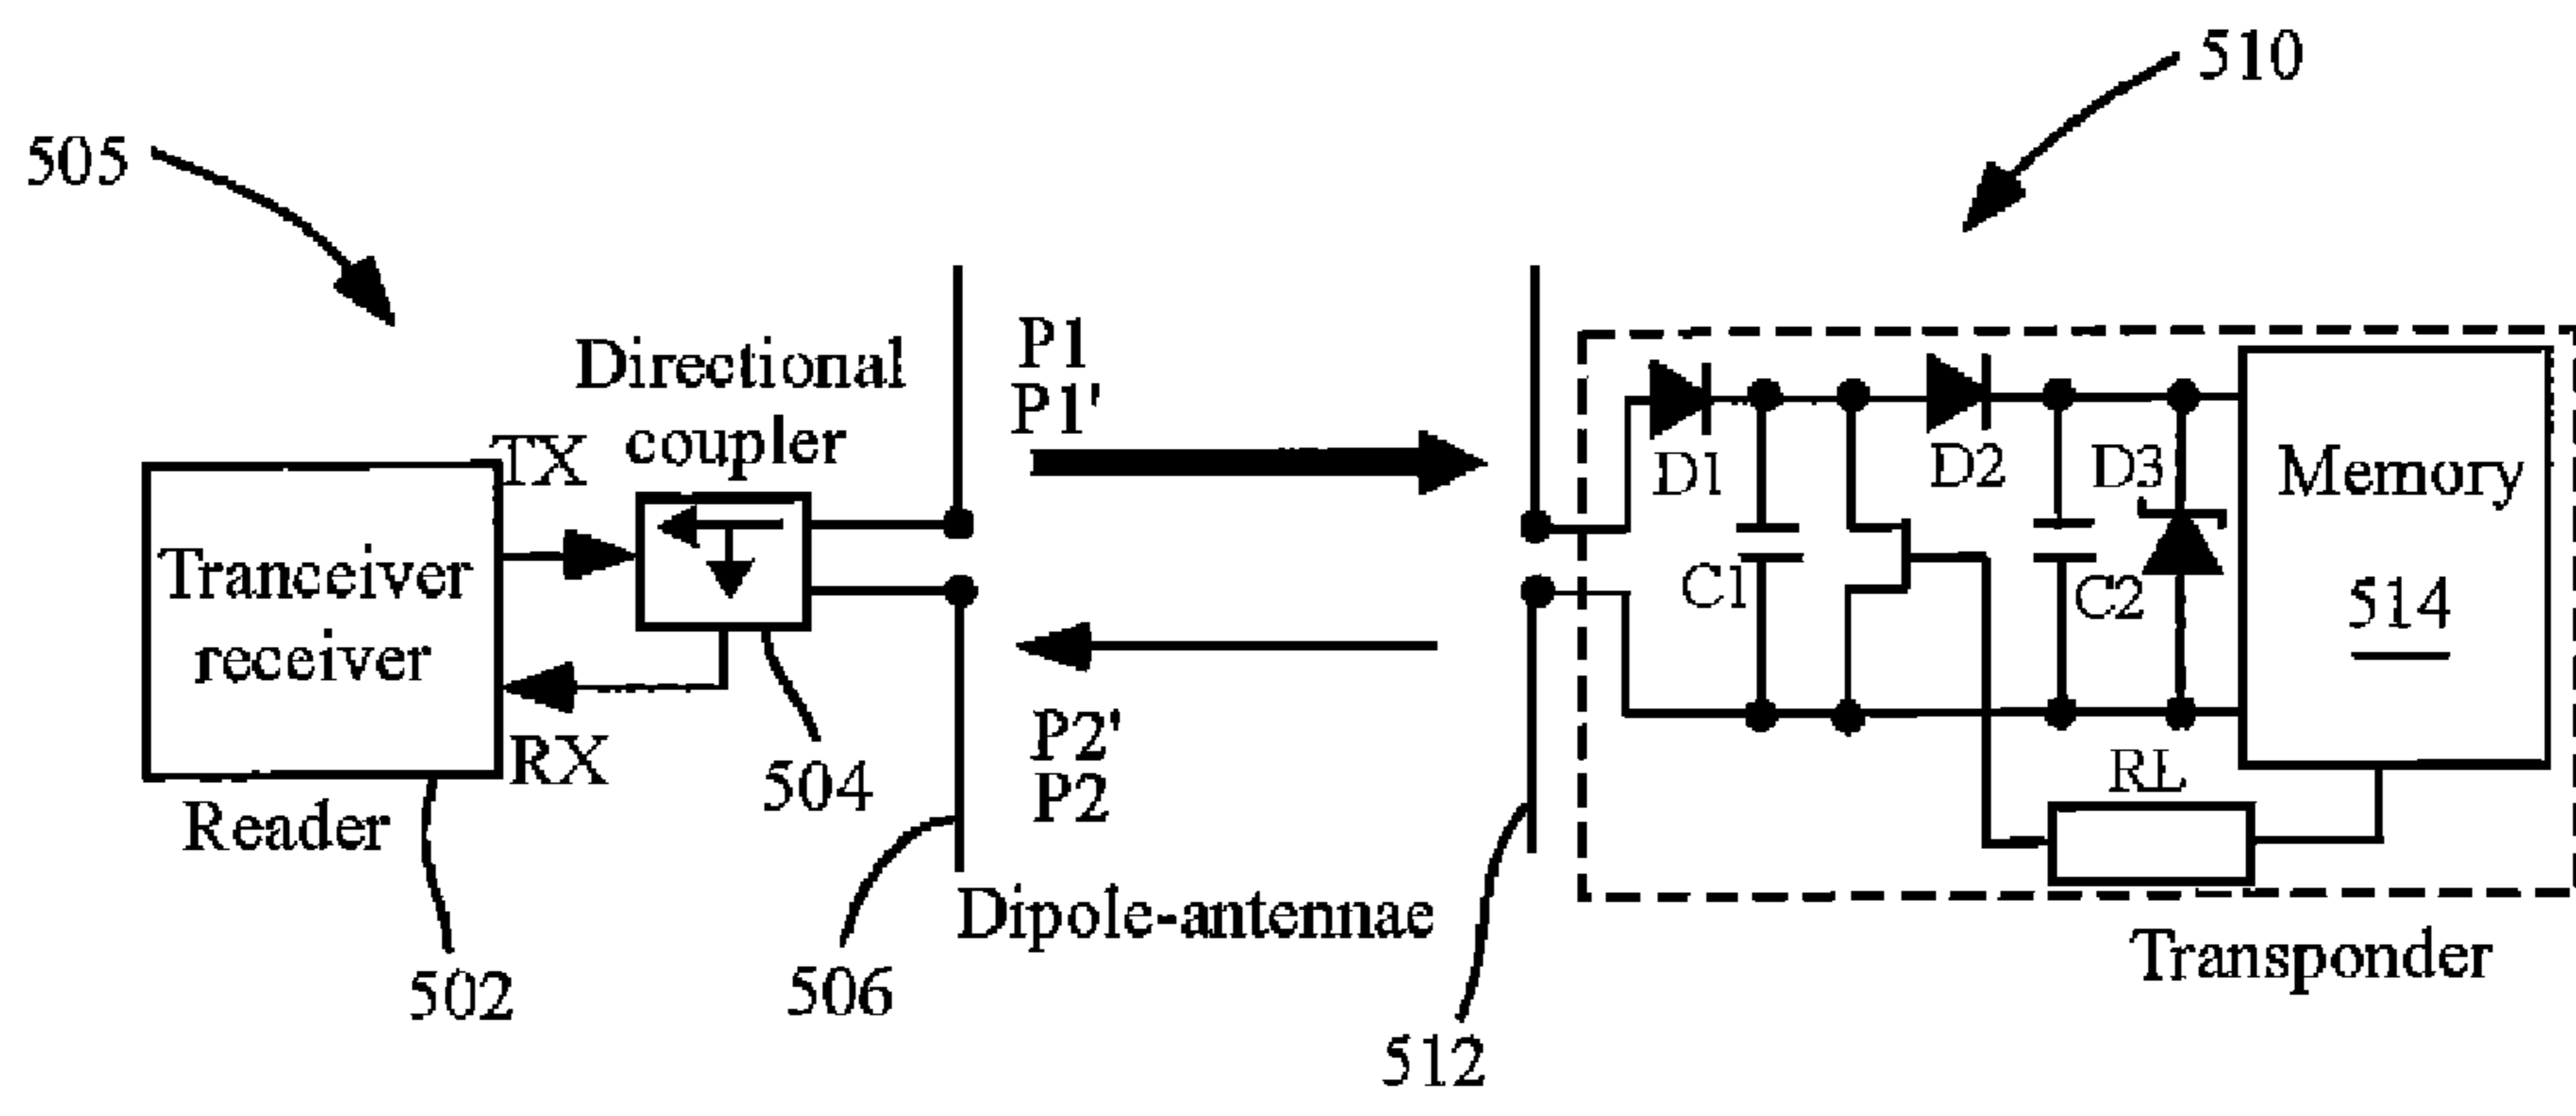 510
505
P1
P1'
Directional
coupler
TX
D1
D2
D3
Memory
514
C1
C2
Tranceiver
receiver
RX
504
P2'
P2
RL
Reader
Dipole-antennae
Transponder
502
506
512